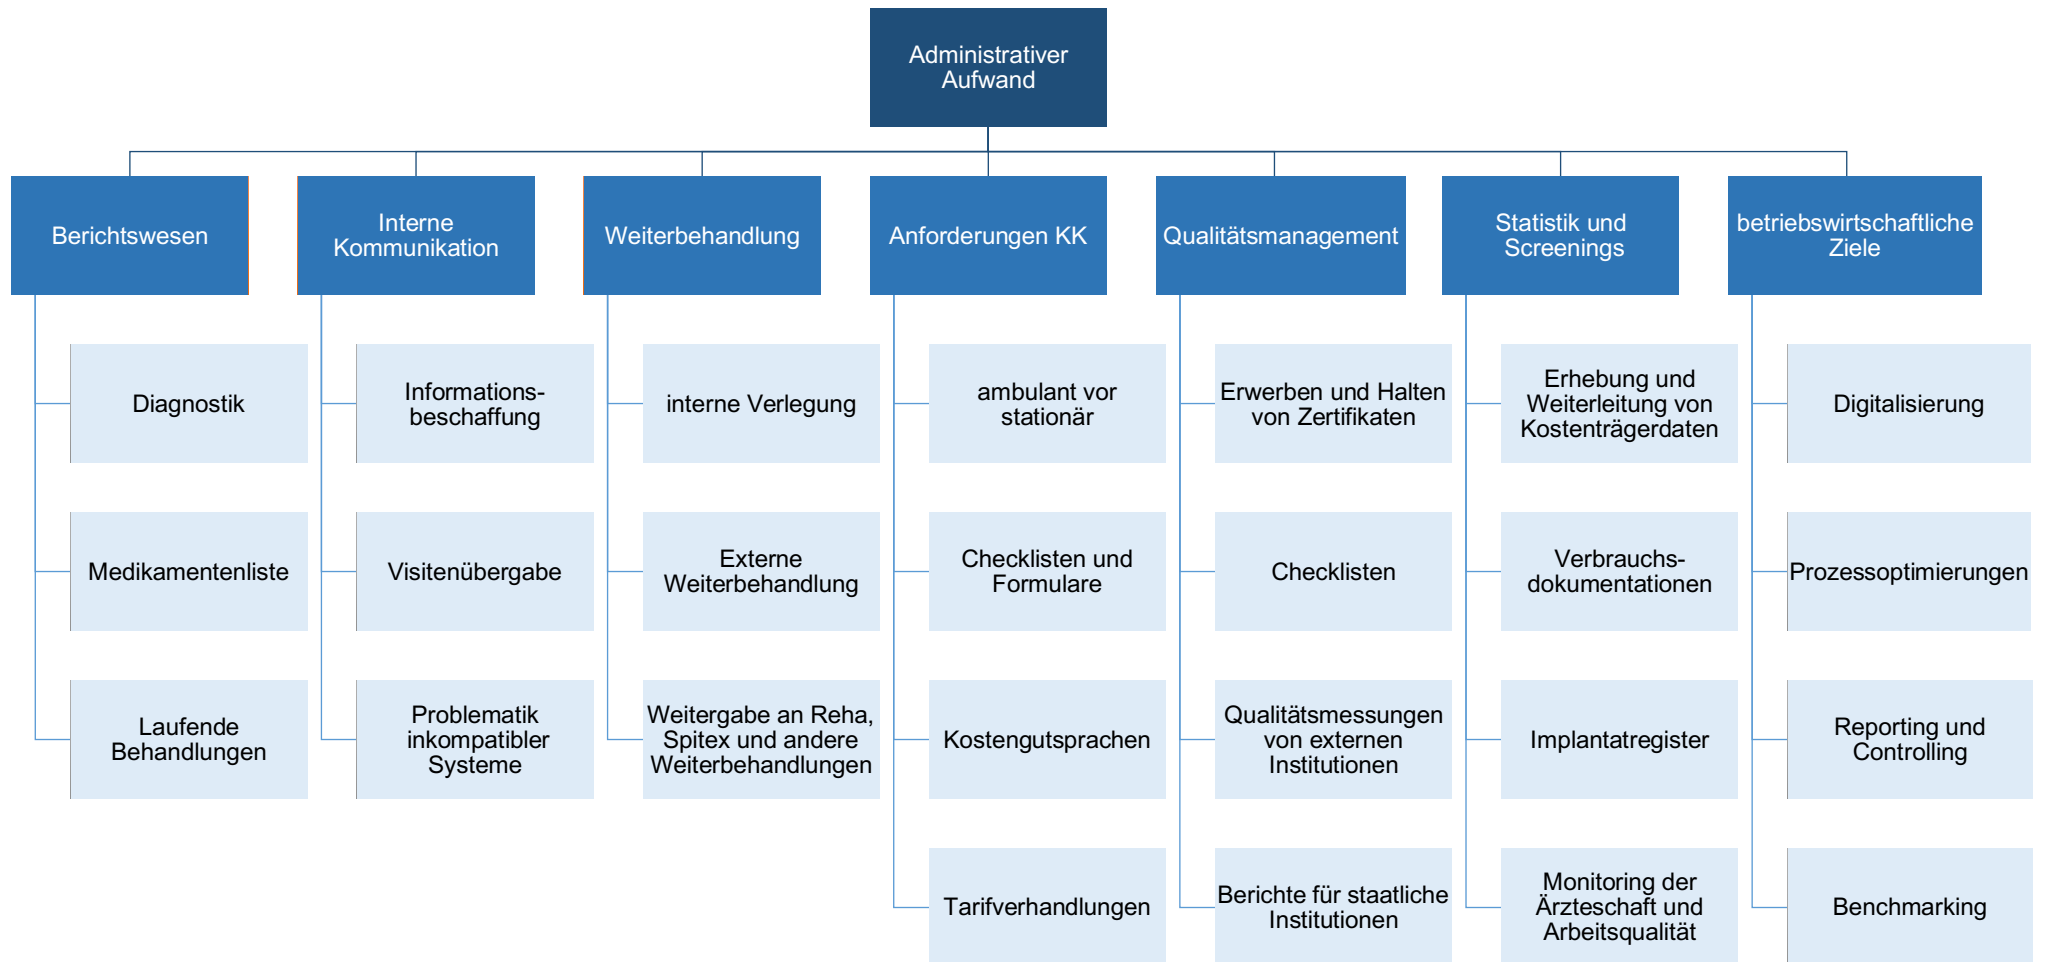 Administrativer
Aufwand
Berichtswesen
Interne
Kommunikation
Weiterbehandlung
Anforderungen KK
Qualitätsmanagement
Statistik und
Screenings
betriebswirtschaftliche
Ziele
Diagnostik
Medikamentenliste
Laufende
Behandlungen
Informations-
beschaffung
Visitenübergabe
Problematik
inkompatibler
Systeme
interne Verlegung
Externe
Weiterbehandlung
Weitergabe an Reha,
Spitex und andere
Weiterbehandlungen
ambulant vor
stationär
Checklisten und
Formulare
Kostengutsprachen
Tarifverhandlungen
Erwerben und Halten
von Zertifikaten
Checklisten
Qualitätsmessungen
von externen
Institutionen
Berichte für staatliche
Institutionen
Erhebung und
Weiterleitung von
Kostenträgerdaten
Verbrauchs-
dokumentationen
Implantatregister
Monitoring der
Ärzteschaft und
Arbeitsqualität
Digitalisierung
Prozessoptimierungen
Reporting und
Controlling
Benchmarking